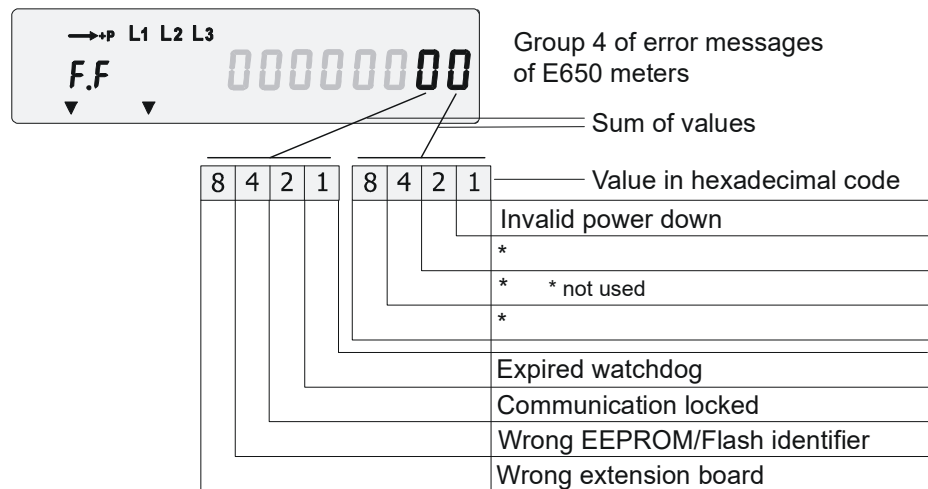 +P L1 L2 L3
F.F 00000000
Group 4 of error messages
of E650 meters
Sum of values
8 4 2 1 8 4 2 1
Value in hexadecimal code
Invalid power down
*
* * not used
*
Expired watchdog
Communication locked
Wrong EEPROM/Flash identifier
Wrong extension board